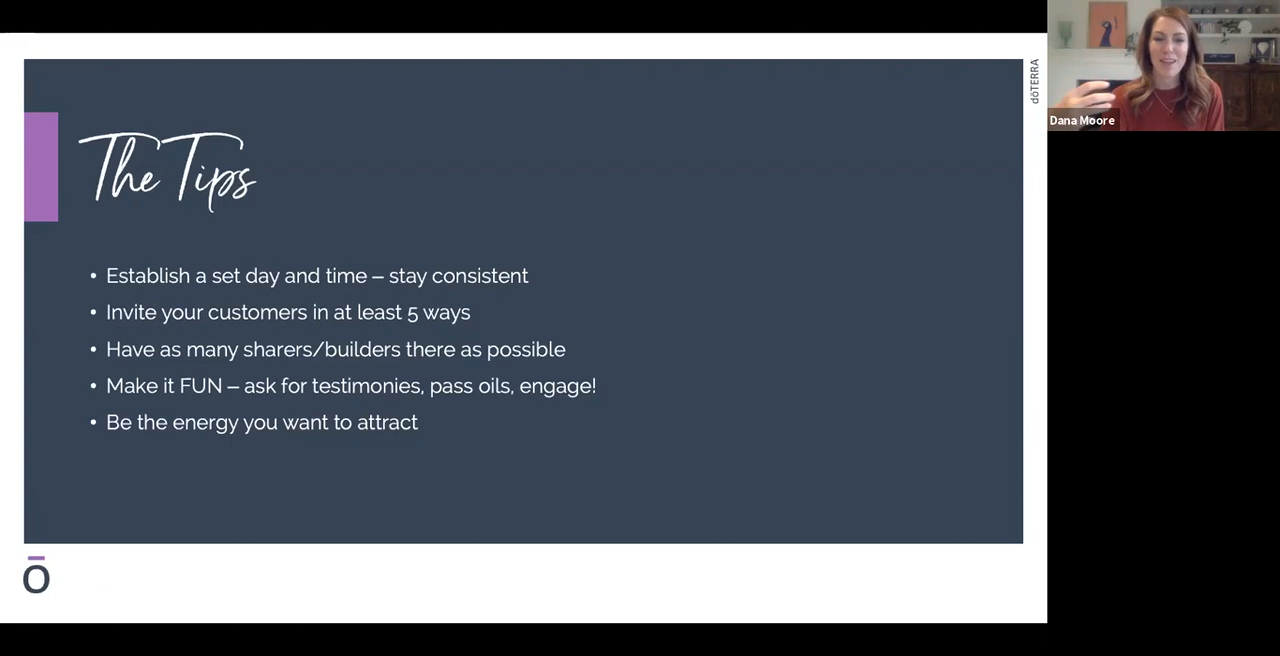 The Tips
• Establish a set day and time – stay consistent
• Invite your customers in at least 5 ways
• Have as many sharers/builders there as possible
• Make it FUN – ask for testimonies, pass oils, engage!
• Be the energy you want to attract
dōTERRA
Dana Moore
ō